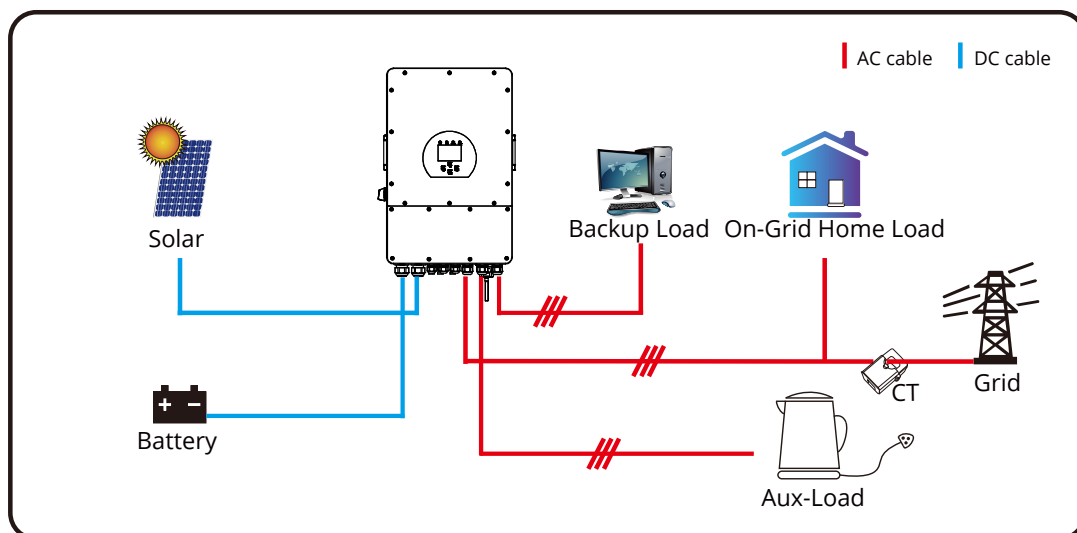 AC cable
DC cable
Solar
Backup Load
On-Grid Home Load
CT
Grid
Battery
Aux-Load